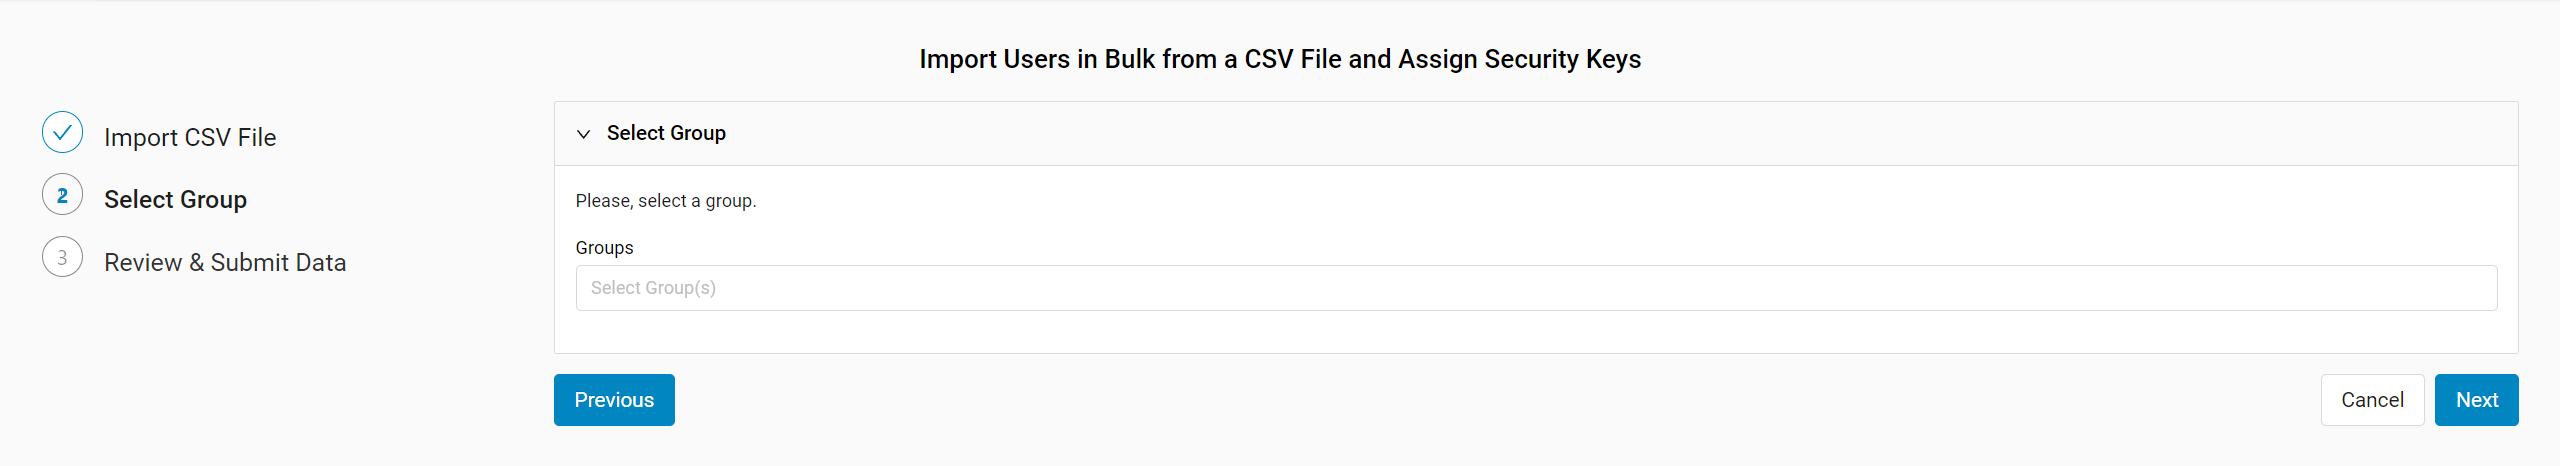 Import Users in Bulk from a CSV File and Assign Security Keys
Import CSV File
2 Select Group
3 Review & Submit Data
Select Group
Please, select a group.
Groups
Select Group(s)
Previous
Cancel
Next